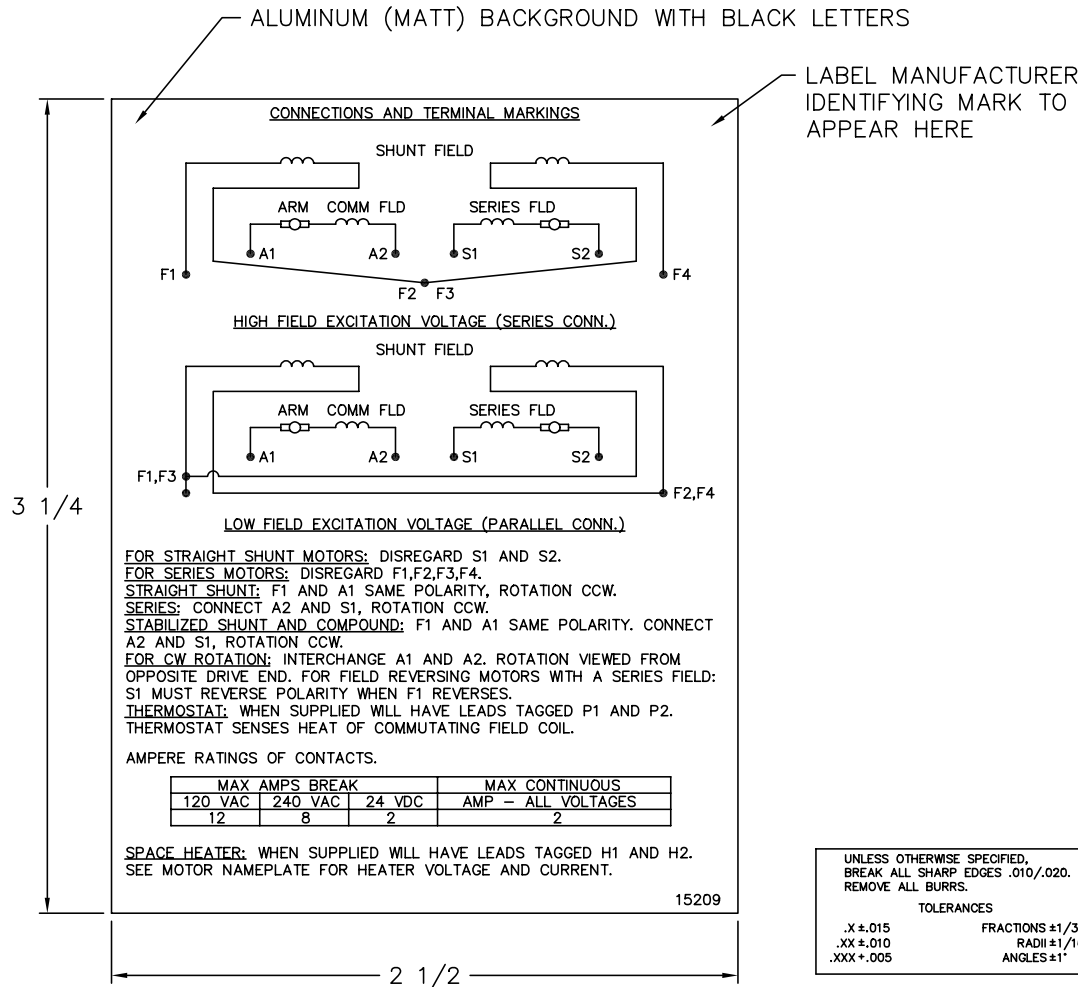 ALUMINUM (MATT) BACKGROUND WITH BLACK LETTERS
LABEL MANUFACTURER
IDENTIFYING MARK TO
APPEAR HERE
CONNECTIONS AND TERMINAL MARKINGS
SHUNT FIELD
ARM COMM FLD SERIES FLD
A1 A2 S1 S2
F1 F4
F2 F3
HIGH FIELD EXCITATION VOLTAGE (SERIES CONN.)
SHUNT FIELD
ARM COMM FLD SERIES FLD
A1 A2 S1 S2
F1,F3
F2,F4
3 1/4
LOW FIELD EXCITATION VOLTAGE (PARALLEL CONN.)
FOR STRAIGHT SHUNT MOTORS: DISREGARD S1 AND S2.
FOR SERIES MOTORS: DISREGARD F1,F2,F3,F4.
STRAIGHT SHUNT: F1 AND A1 SAME POLARITY, ROTATION CCW.
SERIES: CONNECT A2 AND S1, ROTATION CCW.
STABILIZED SHUNT AND COMPOUND: F1 AND A1 SAME POLARITY. CONNECT
A2 AND S1, ROTATION CCW.
FOR CW ROTATION: INTERCHANGE A1 AND A2. ROTATION VIEWED FROM
OPPOSITE DRIVE END. FOR FIELD REVERSING MOTORS WITH A SERIES FIELD:
S1 MUST REVERSE POLARITY WHEN F1 REVERSES.
THERMOSTAT: WHEN SUPPLIED WILL HAVE LEADS TAGGED P1 AND P2.
THERMOSTAT SENSES HEAT OF COMMUTATING FIELD COIL.
AMPERE RATINGS OF CONTACTS.
MAX AMPS BREAK MAX CONTINUOUS
120 VAC 240 VAC 24 VDC AMP – ALL VOLTAGES
12 8 2 2
SPACE HEATER: WHEN SUPPLIED WILL HAVE LEADS TAGGED H1 AND H2.
SEE MOTOR NAMEPLATE FOR HEATER VOLTAGE AND CURRENT.
15209
2 1/2
UNLESS OTHERWISE SPECIFIED,
BREAK ALL SHARP EDGES .010/.020.
REMOVE ALL BURRS.
TOLERANCES
.X ±.015 FRACTIONS
.XX ±.010 RADII
.XXX +.005 ANGLES ±1°